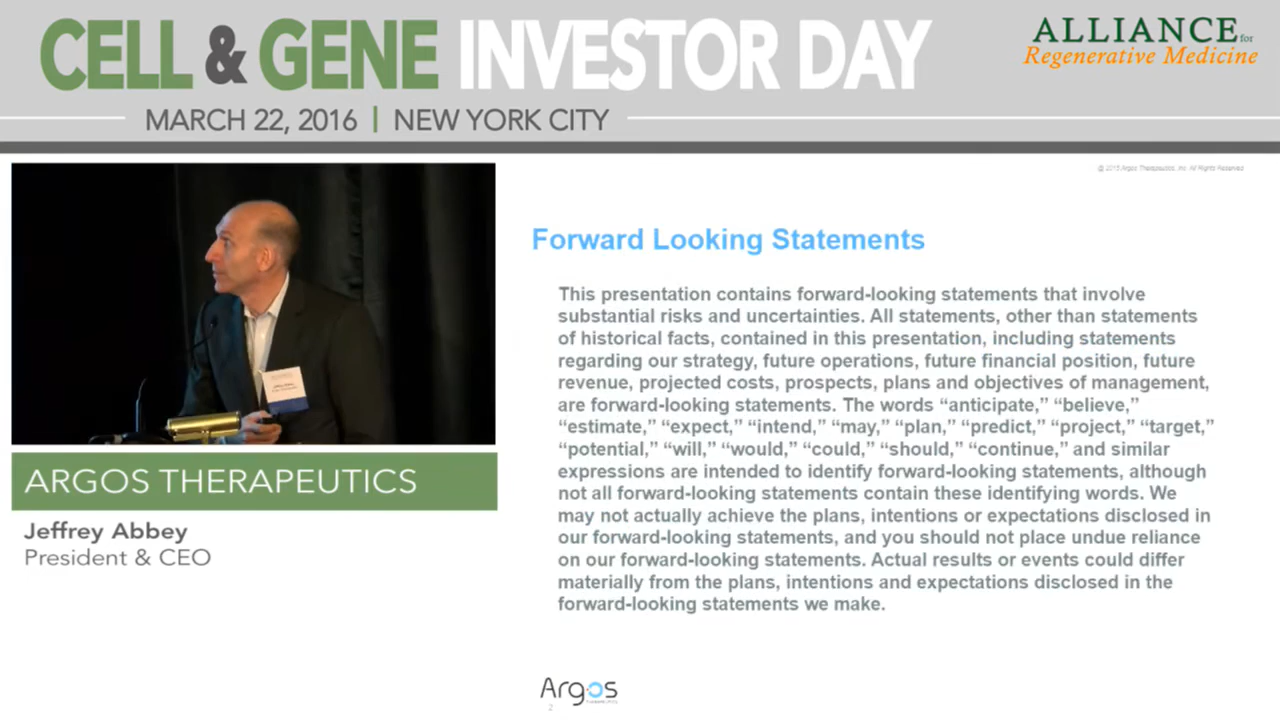 CELL & GENE INVESTOR DAY
ALLIANCE for
Regenerative Medicine
MARCH 22, 2016 | NEW YORK CITY
© 2015 Argos Therapeutics, Inc. All Rights Reserved
Forward Looking Statements
This presentation contains forward-looking statements that involve
substantial risks and uncertainties. All statements, other than statements
of historical facts, contained in this presentation, including statements
regarding our strategy, future operations, future financial position, future
revenue, projected costs, prospects, plans and objectives of management,
are forward-looking statements. The words “anticipate,” “believe,”
“estimate,” “expect,” “intend,” “may,” “plan,” “predict,” “project,” “target,”
“potential,” “will,” “would,” “could,” “should,” “continue,” and similar
expressions are intended to identify forward-looking statements, although
not all forward-looking statements contain these identifying words. We
may not actually achieve the plans, intentions or expectations disclosed in
our forward-looking statements, and you should not place undue reliance
on our forward-looking statements. Actual results or events could differ
materially from the plans, intentions and expectations disclosed in the
forward-looking statements we make.
ARGOS THERAPEUTICS
Jeffrey Abbey
President & CEO
Argos
2